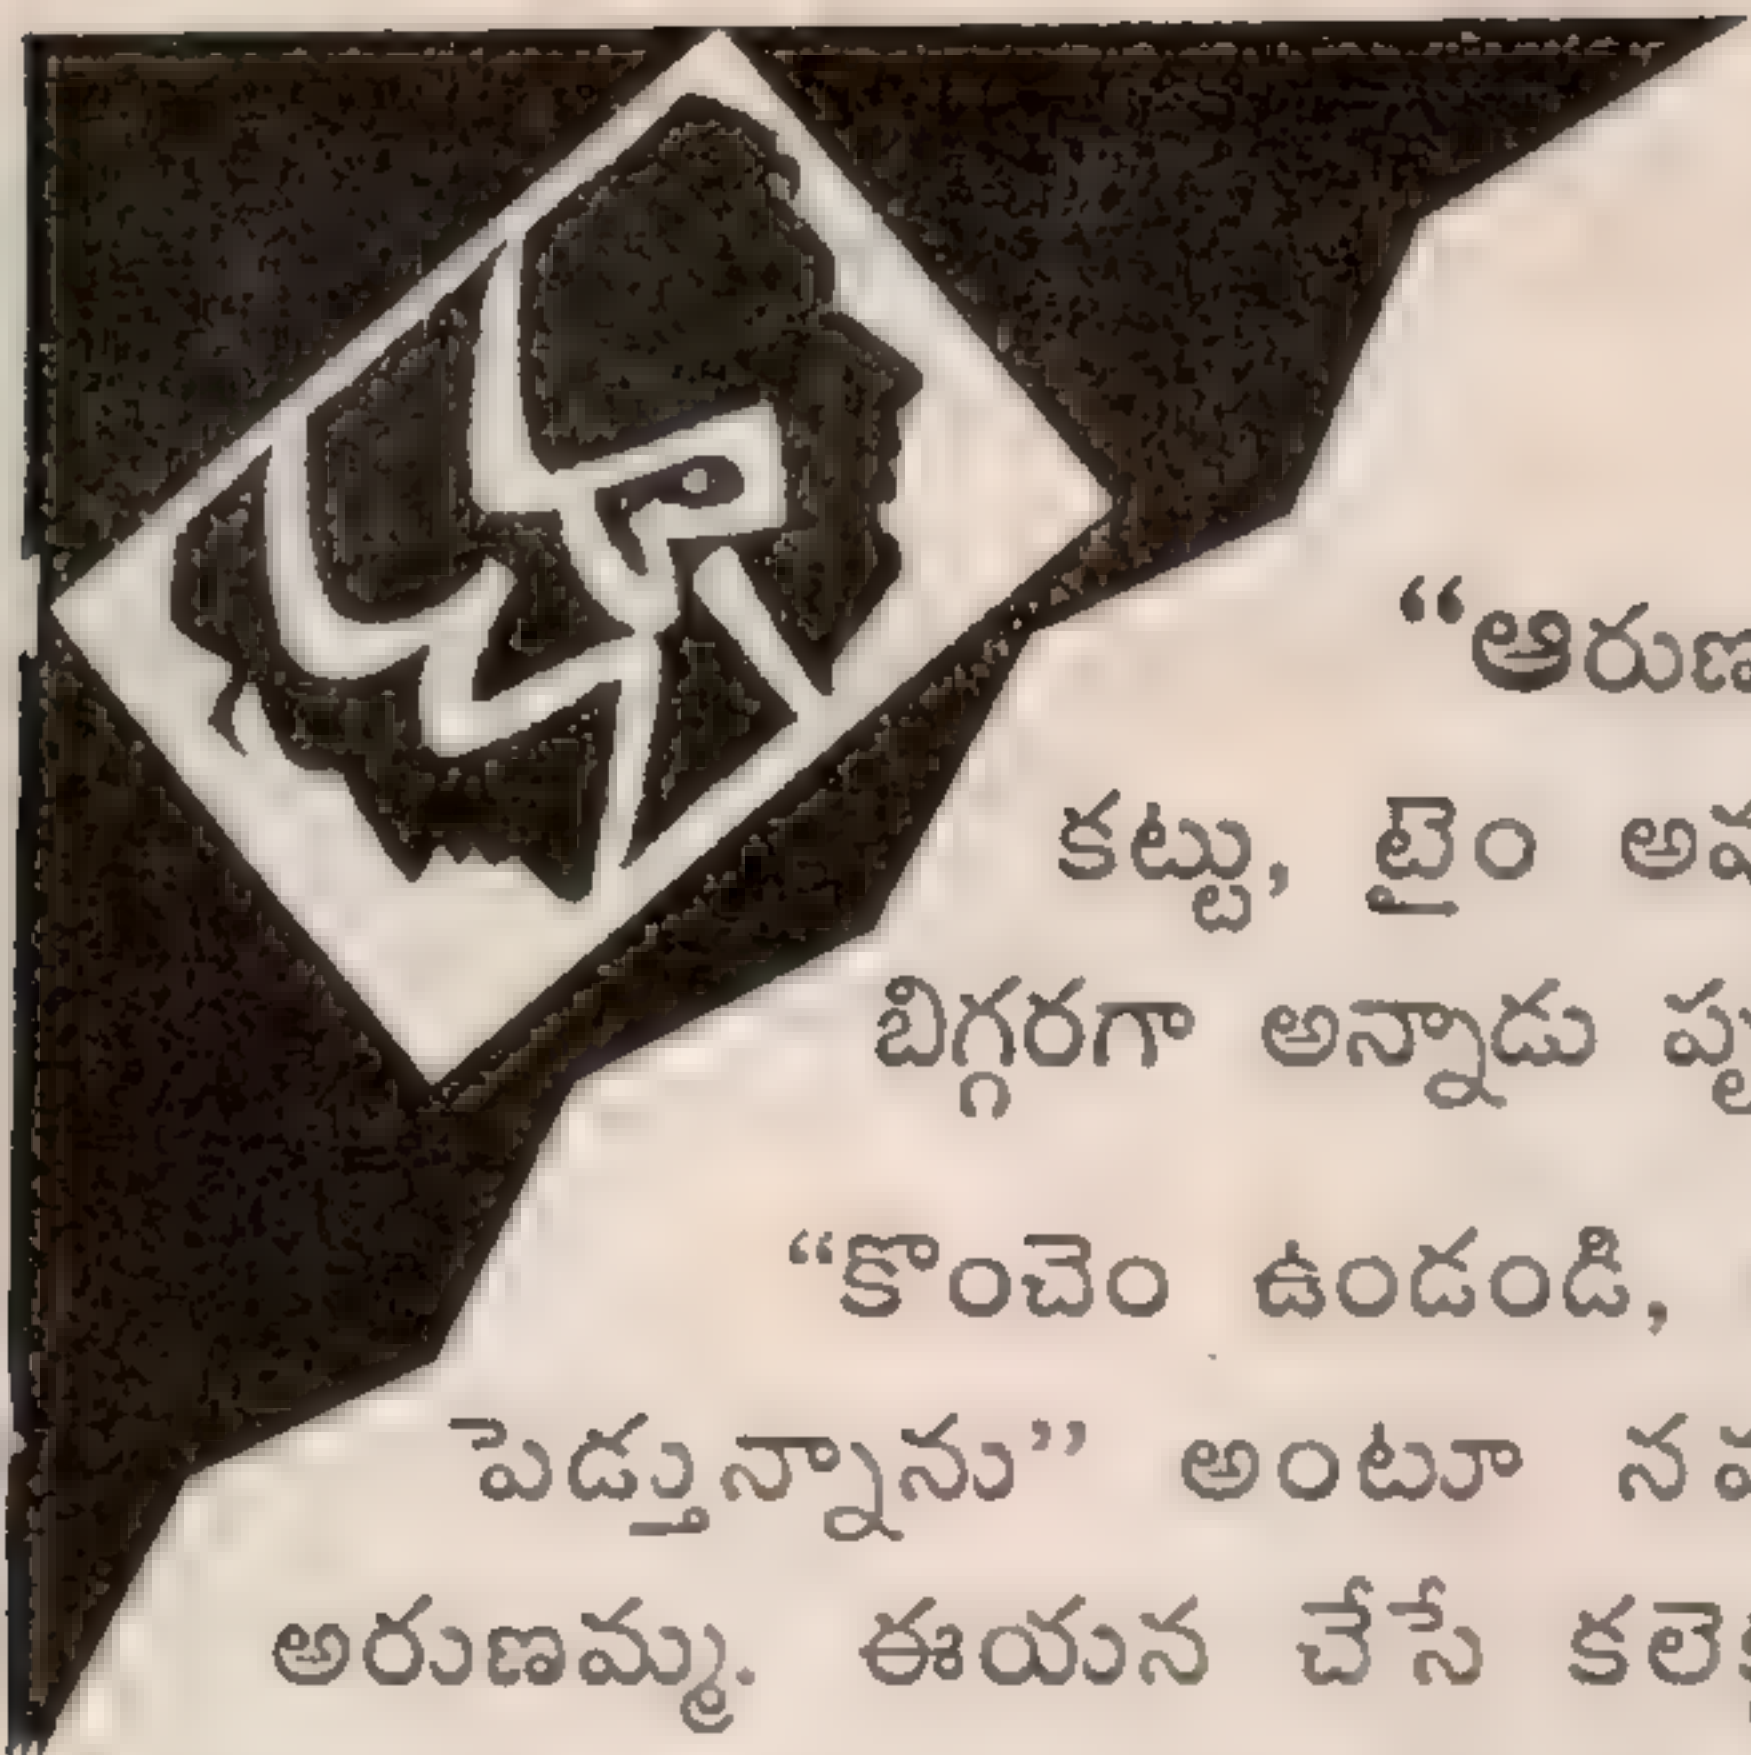 “ఆరుణ
కట్టు, టైం
బిగ్గరగా అన్నాడు
“కొంచెం ఉండండి,
పెడ్తున్నాను’’ అంటూ
అరుణమ్మ. ఈయన చేసే